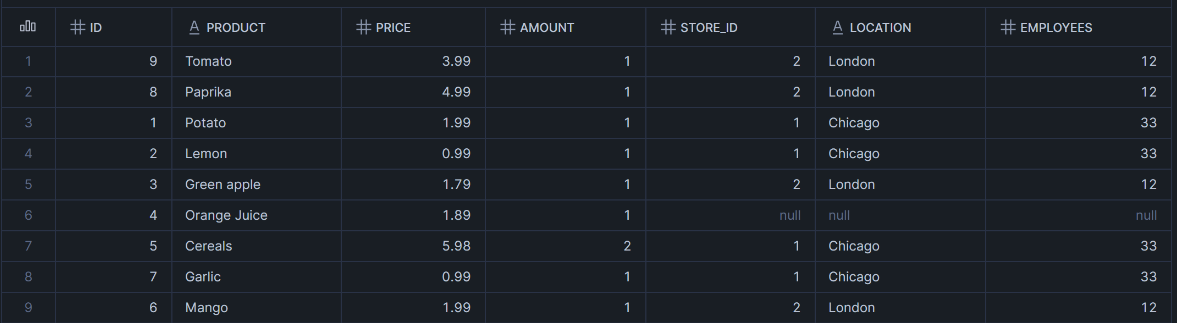 ID PRODUCT PRICE AMOUNT STORE_ID LOCATION EMPLOYEES
1 9 Tomato 3.99 1 2 London 12
2 8 Paprika 4.99 1 2 London 12
3 1 Potato 1.99 1 1 Chicago 33
4 2 Lemon 0.99 1 1 Chicago 33
5 3 Green apple 1.79 1 2 London 12
6 4 Orange Juice 1.89 1 null null null
7 5 Cereals 5.98 2 1 Chicago 33
8 7 Garlic 0.99 1 1 Chicago 33
9 6 Mango 1.99 1 2 London 12